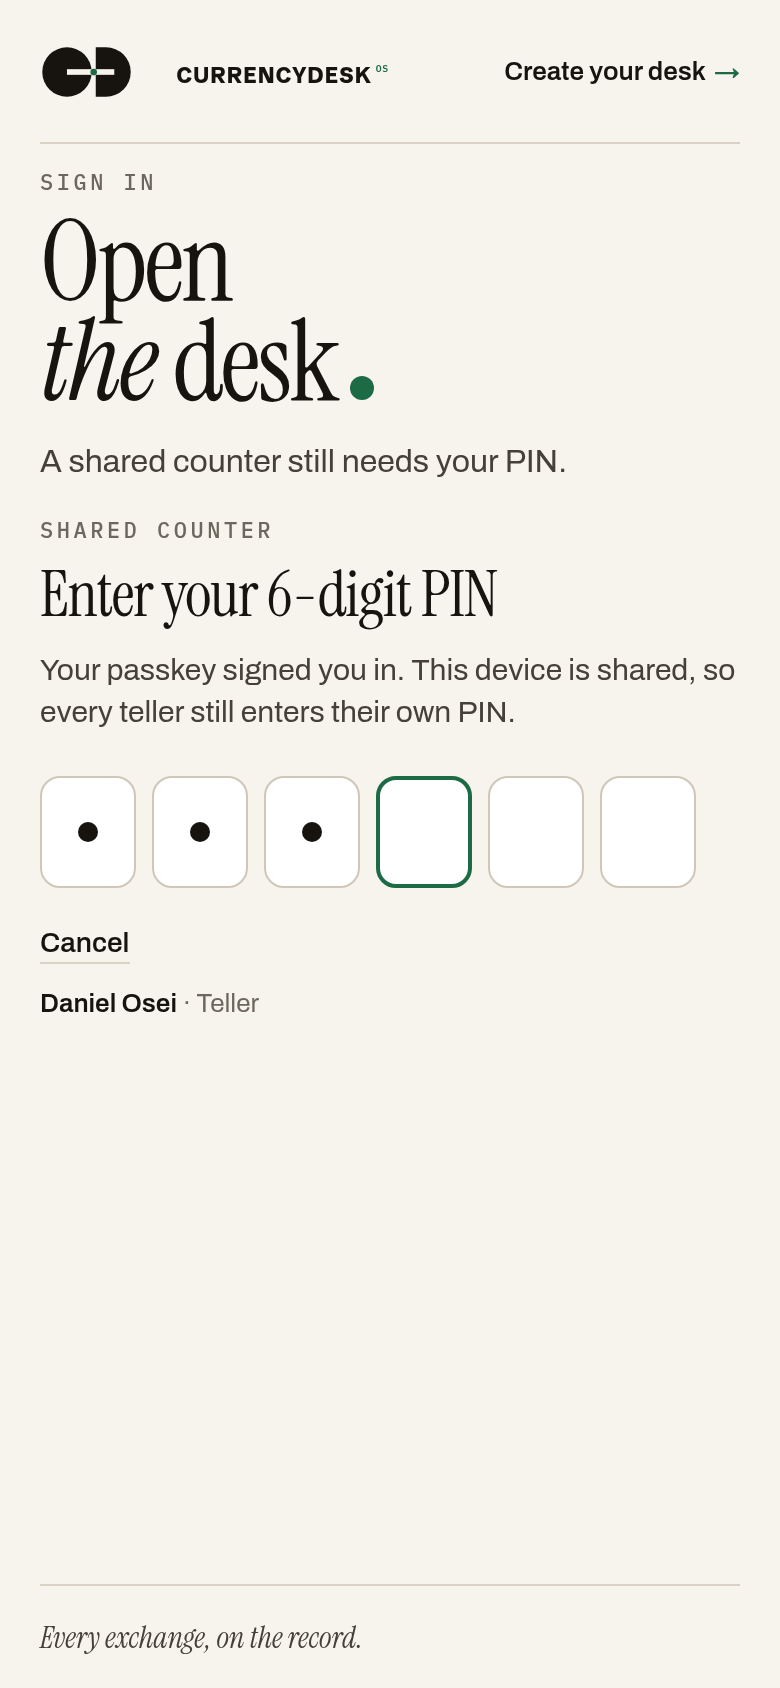 CURRENCYDESK OS
Create your desk →
SIGN IN
Open
the desk.
A shared counter still needs your PIN.
SHARED COUNTER
Enter your 6-digit PIN
Your passkey signed you in. This device is shared, so
every teller still enters their own PIN.
Cancel
Daniel Osei · Teller
Every exchange, on the record.